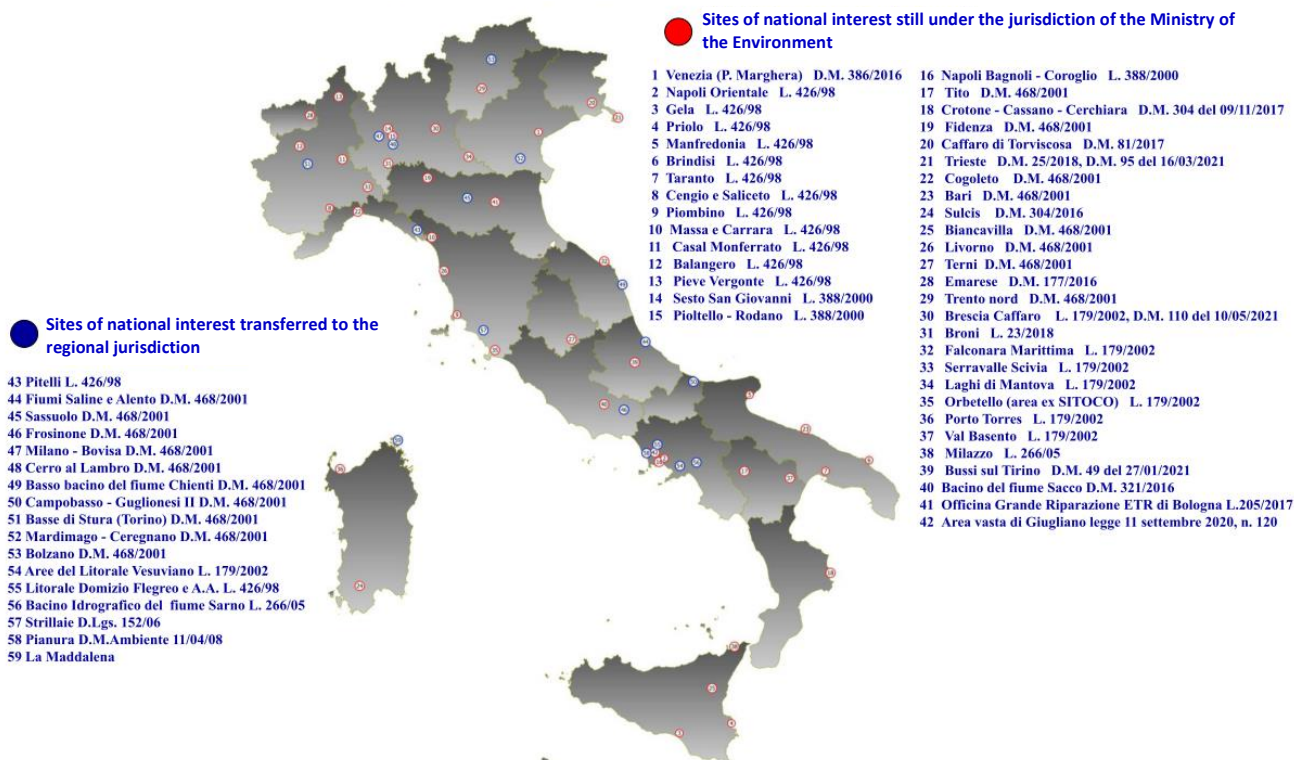 Sites of national interest still under the jurisdiction of the Ministry of
the Environment
1 Venezia (P. Marghera) D.M. 386/2016
2 Napoli Orientale L. 426/98
3 Gela L. 426/98
4 Priolo L. 426/98
5 Manfredonia L. 426/98
6 Brindisi L. 426/98
7 Taranto L. 426/98
8 Cengio e Saliceto L. 426/98
9 Piombino L. 426/98
10 Massa e Carrara L. 426/98
11 Casal Monferrato L. 426/98
12 Balangero L. 426/98
13 Pieve Vergonte L. 426/98
14 Sesto San Giovanni L. 388/2000
15 Pioltello - Rodano L. 388/2000
16 Napoli Bagnoli - Coroglio L. 388/2000
17 Tito D.M. 468/2001
18 Crotone - Cassano - Cerchiara D.M. 304 del 09/11/2017
19 Fidenza D.M. 468/2001
20 Caffaro di Torviscosa D.M. 81/2017
21 Trieste D.M. 25/2018, D.M. 95 del 16/03/2021
22 Cogoleto D.M. 468/2001
23 Bari D.M. 468/2001
24 Sulcis D.M. 304/2016
25 Biancavilla D.M. 468/2001
26 Livorno D.M. 468/2001
27 Terni D.M. 468/2001
28 Emarese D.M. 177/2016
29 Trento nord D.M. 468/2001
30 Brescia Caffaro L. 179/2002, D.M. 110 del 10/05/2021
31 Broni L. 23/2018
32 Falconara Marittima L. 179/2002
33 Serravalle Scivia L. 179/2002
34 Laghi di Mantova L. 179/2002
35 Orbetello (area ex SITOCO) L. 179/2002
36 Porto Torres L. 179/2002
37 Val Basento L. 179/2002
38 Milazzo L. 266/05
39 Bussi sul Tirino D.M. 49 del 27/01/2021
40 Bacino del fiume Sacco D.M. 321/2016
41 Officina Grande Riparazione ETR di Bologna L.205/2017
42 Area vasta di Giugliano legge 11 settembre 2020, n. 120
Sites of national interest transferred to the
regional jurisdiction
43 Pitelli L. 426/98
44 Fiumi Saline e Alento D.M. 468/2001
45 Sassuolo D.M. 468/2001
46 Frosinone D.M. 468/2001
47 Milano - Bovisa D.M. 468/2001
48 Cerro al Lambro D.M. 468/2001
49 Basso bacino del fiume Chienti D.M. 468/2001
50 Campobasso - Guglionesi II D.M. 468/2001
51 Basse di Stura (Torino) D.M. 468/2001
52 Mardimago - Ceregnano D.M. 468/2001
53 Bolzano D.M. 468/2001
54 Aree del Litorale Vesuviano L. 179/2002
55 Litorale Domizio Flegreo e A.A. L. 426/98
56 Bacino Idrografico del fiume Sarno L. 266/05
57 Strillaie D.Lgs. 152/06
58 Pianura D.M.Ambiente 11/04/08
59 La Maddalena